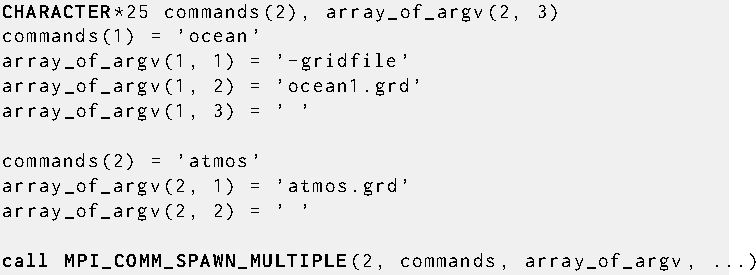 CHARACTER*25 commands(2), array_of_argv(2, 3)
commands(1) = 'ocean'
array_of_argv(1, 1) = '-gridfile'
array_of_argv(1, 2) = 'ocean1.grd'
array_of_argv(1, 3) = ' '
commands(2) = 'atmos'
array_of_argv(2, 1) = 'atmos.grd'
array_of_argv(2, 2) = ' '
call MPI_COMM_SPAWN_MULTIPLE(2, commands, array_of_argv, ...)